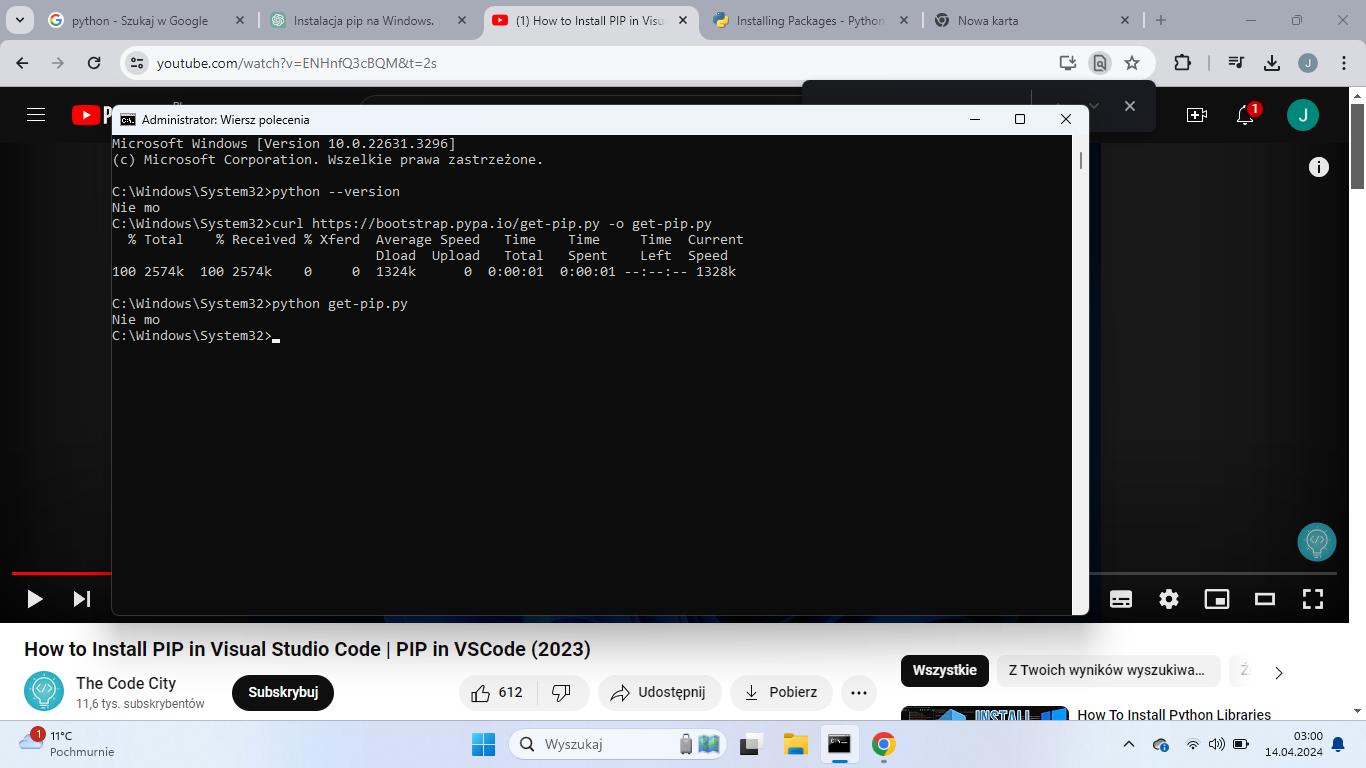 python - Szukaj w Google
Instalacja pip na Windows.
(1) How to Install PIP in Visu
Installing Packages - Python
Nowa karta
youtube.com/watch?v=ENHnfQ3cBQM&t=2s
J
1
J
Administrator: Wiersz polecenia
Microsoft Windows [Version 10.0.22631.3296]
(c) Microsoft Corporation. Wszelkie prawa zastrzeżone.
C:\Windows\System32>python --version
Nie mo
C:\Windows\System32>curl https://bootstrap.pypa.io/get-pip.py -o get-pip.py
% Total % Received % Xferd Average Speed Time Time Time Current
Dload Upload Total Spent Left Speed
100 2574k 100 2574k 0 0 1324k 0 0:00:01 0:00:01 --:--:-- 1328k
C:\Windows\System32>python get-pip.py
Nie mo
C:\Windows\System32>
How to Install PIP in Visual Studio Code | PIP in VSCode (2023)
The Code City
11,6 tys. subskrybentów
Subskrybuj
612
Udostępnij
Pobierz
Wszystkie
Z Twoich wyników wyszukiwa...
INSTALL
How To Install Python Libraries
1
11°C
Pochmurnie
Wyszukaj
03:00
14.04.2024